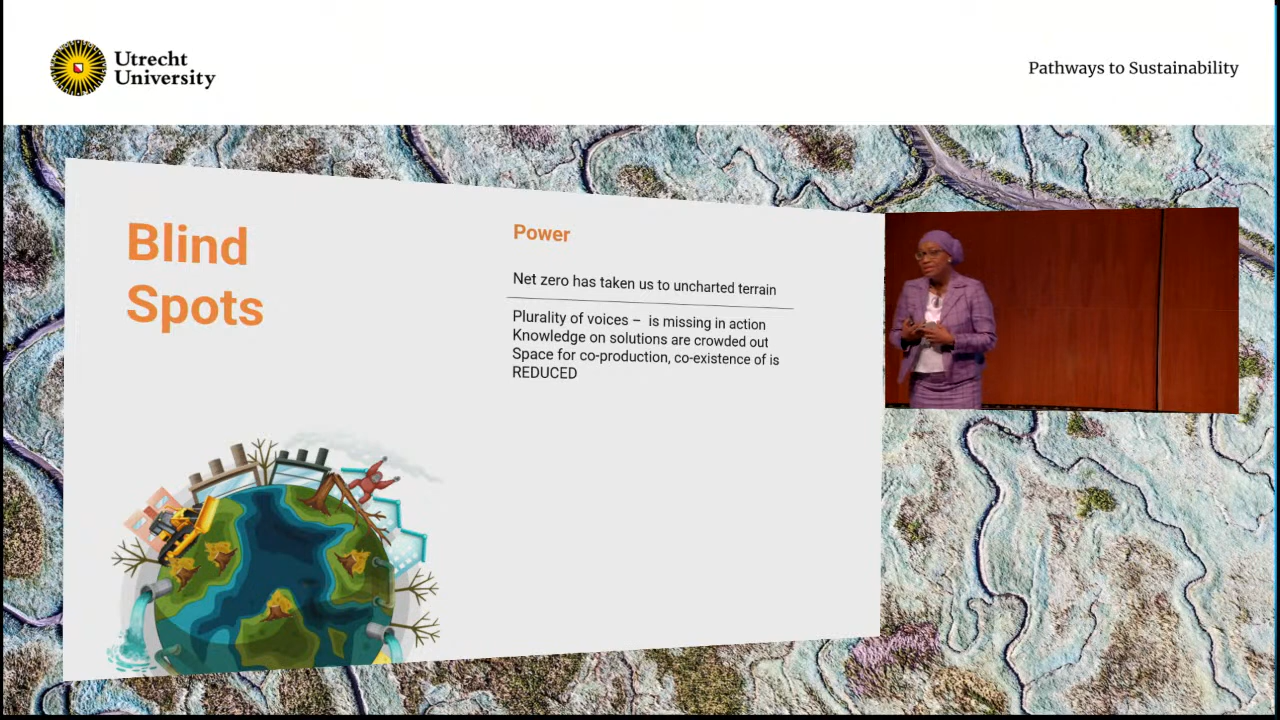 Utrecht
University
Pathways to Sustainability
Blind
Spots
Power
Net zero has taken us to uncharted terrain
Plurality of voices – is missing in action
Knowledge on solutions are crowded out
Space for co-production, co-existence of is
REDUCED